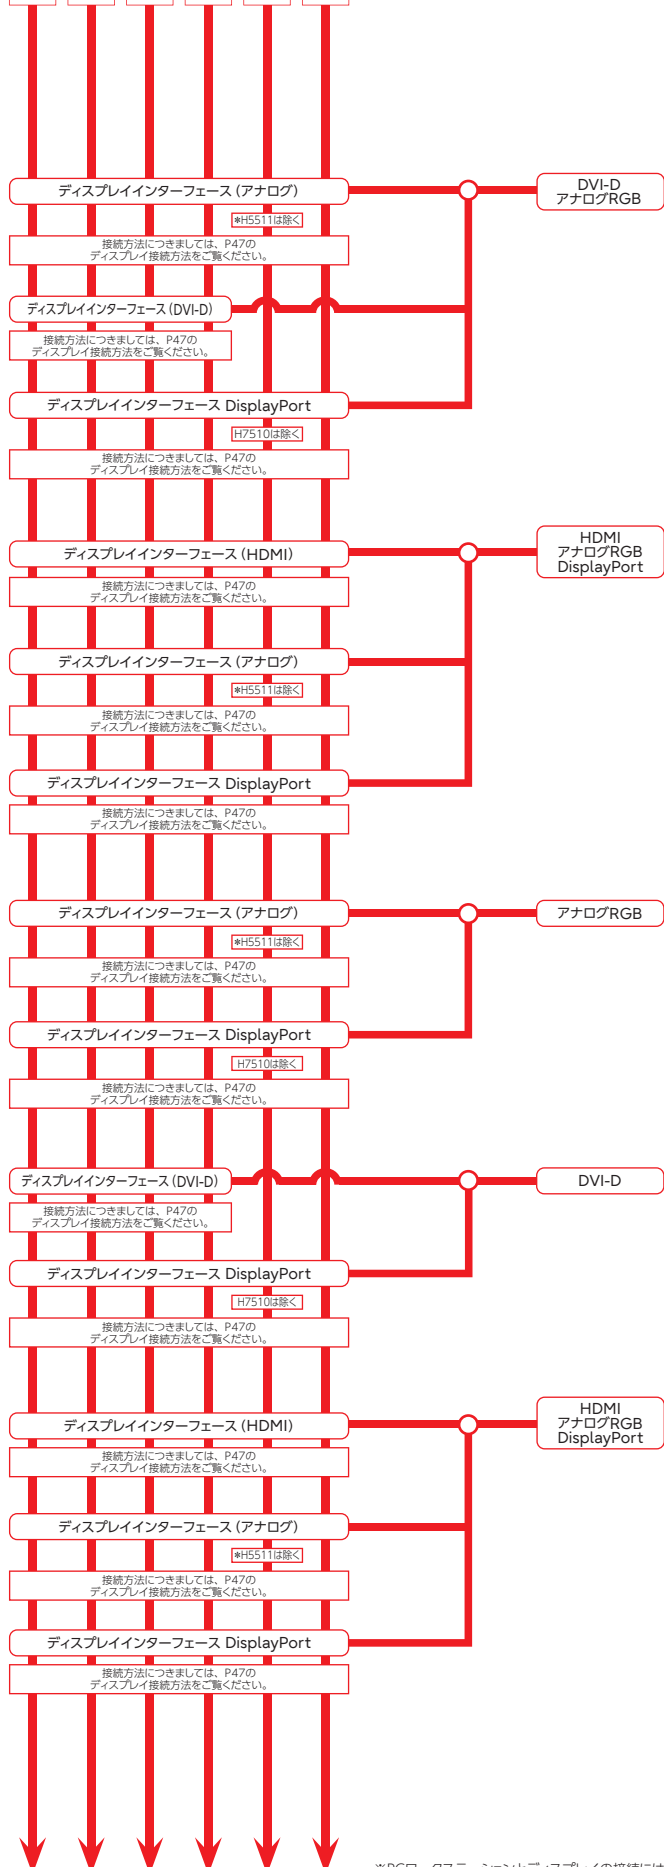 ディスプレイインターフェース(アナログ)
DVI-D
アナログRGB
*H5511は除く
接続方法につきましては、P47の
ディスプレイ接続方法をご覧ください。
ディスプレイインターフェース(DVI-D)
接続方法につきましては、P47の
ディスプレイ接続方法をご覧ください。
ディスプレイインターフェース DisplayPort
H7510は除く
接続方法につきましては、P47の
ディスプレイ接続方法をご覧ください。
ディスプレイインターフェース(HDMI)
HDMI
アナログRGB
DisplayPort
接続方法につきましては、P47の
ディスプレイ接続方法をご覧ください。
ディスプレイインターフェース(アナログ)
*H5511は除く
接続方法につきましては、P47の
ディスプレイ接続方法をご覧ください。
ディスプレイインターフェース DisplayPort
接続方法につきましては、P47の
ディスプレイ接続方法をご覧ください。
ディスプレイインターフェース(アナログ)
アナログRGB
*H5511は除く
接続方法につきましては、P47の
ディスプレイ接続方法をご覧ください。
ディスプレイインターフェース DisplayPort
H7510は除く
接続方法につきましては、P47の
ディスプレイ接続方法をご覧ください。
ディスプレイインターフェース(DVI-D)
DVI-D
接続方法につきましては、P47の
ディスプレイ接続方法をご覧ください。
ディスプレイインターフェース DisplayPort
H7510は除く
接続方法につきましては、P47の
ディスプレイ接続方法をご覧ください。
ディスプレイインターフェース(HDMI)
HDMI
アナログRGB
DisplayPort
接続方法につきましては、P47の
ディスプレイ接続方法をご覧ください。
ディスプレイインターフェース(アナログ)
*H5511は除く
接続方法につきましては、P47の
ディスプレイ接続方法をご覧ください。
ディスプレイインターフェース DisplayPort
接続方法につきましては、P47の
ディスプレイ接続方法をご覧ください。